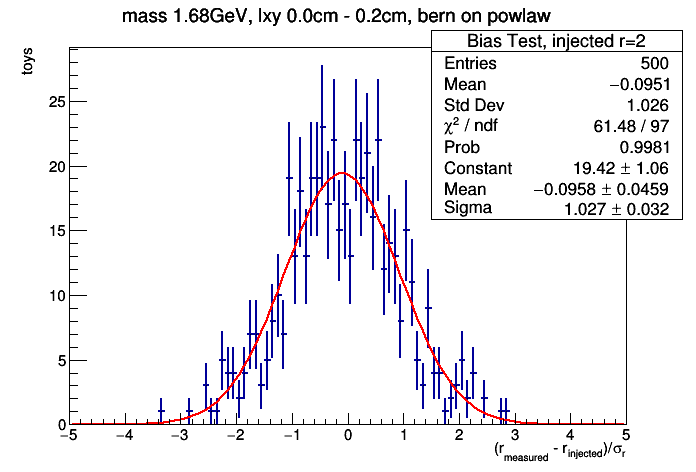 mass 1.68GeV, lxy 0.0cm - 0.2cm, bern on powlaw
toys
Bias Test, injected r=2
Entries 500
Mean −0.0951
Std Dev 1.026
χ² / ndf 61.48 / 97
Prob 0.9981
Constant 19.42 ± 1.06
Mean −0.0958 ± 0.0459
Sigma 1.027 ± 0.032
25
20
15
10
5
0
−5 −4 −3 −2 −1 0 1 2 3 4 5
(r_measured - r_injected)/σ_r